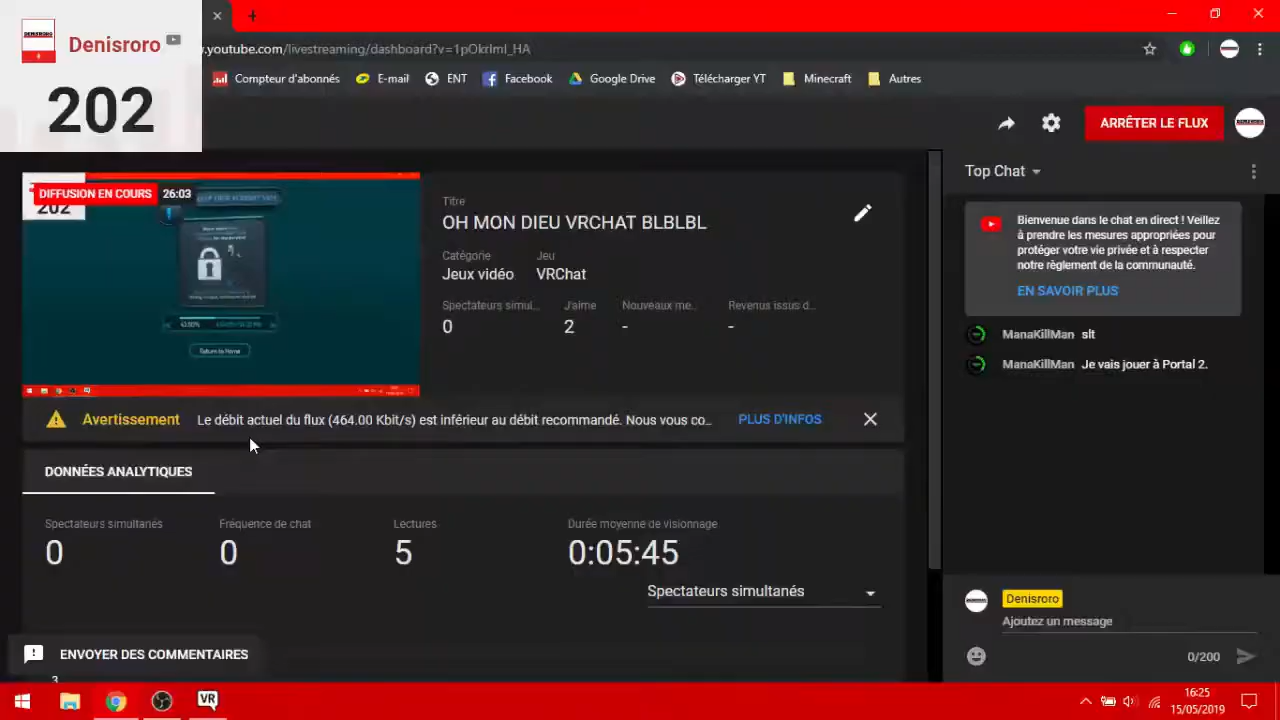 Denisroro
202
.youtube.com/livestreaming/dashboard?v=1pOkrImI_HA
Compteur d'abonnés
E-mail
ENT
Facebook
Google Drive
Télécharger YT
Minecraft
Autres
ARRÊTER LE FLUX
DIFFUSION EN COURS 26:03
202
Return to Home
Titre
OH MON DIEU VRCHAT BLBLBL
Catégorie Jeu
Jeux vidéo VRChat
Spectateurs simul... J'aime Nouveaux me... Revenus issus d...
0 2 - -
Avertissement Le débit actuel du flux (464.00 Kbit/s) est inférieur au débit recommandé. Nous vous co... PLUS D'INFOS
DONNÉES ANALYTIQUES
Spectateurs simultanés Fréquence de chat Lectures Durée moyenne de visionnage
0 0 5 0:05:45
Spectateurs simultanés
3
ENVOYER DES COMMENTAIRES
Top Chat
Bienvenue dans le chat en direct ! Veillez
à prendre les mesures appropriées pour
protéger votre vie privée et à respecter
notre règlement de la communauté.
EN SAVOIR PLUS
ManaKillMan slt
ManaKillMan Je vais jouer à Portal 2.
Denisroro
Ajoutez un message
0/200
VR
16:25
15/05/2019